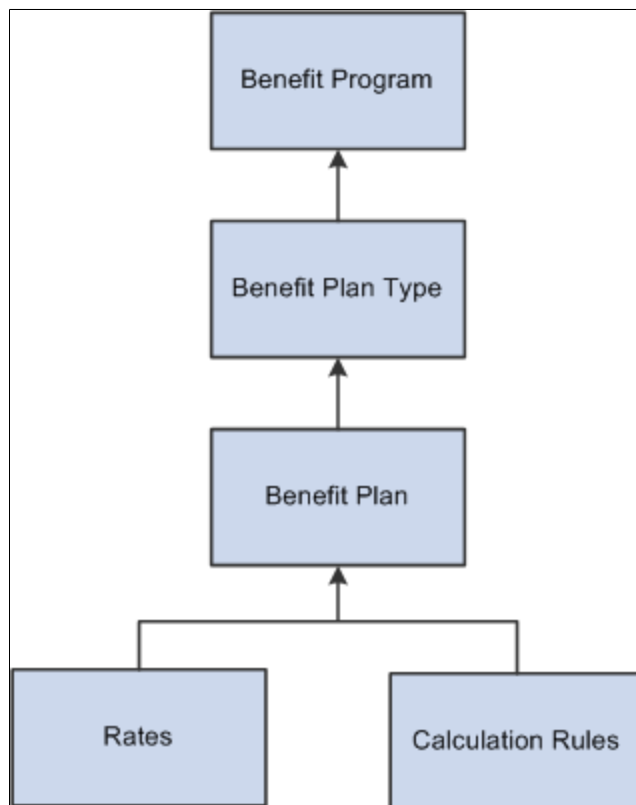 Benefit Program
Benefit Plan Type
Benefit Plan
Rates
Calculation Rules